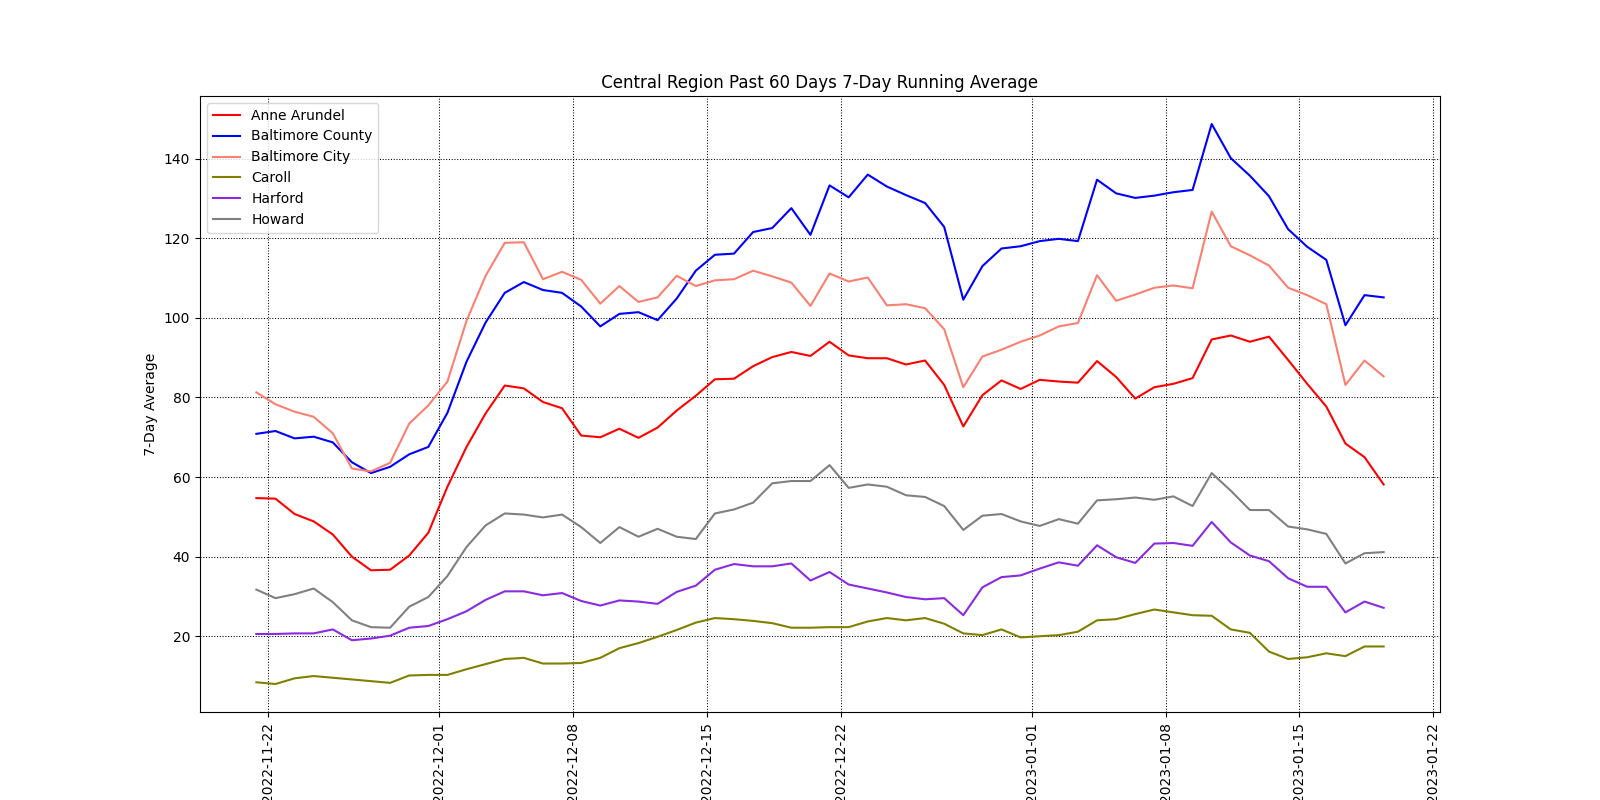 Central Region Past 60 Days 7-Day Running Average
Anne Arundel
Baltimore County
Baltimore City
Caroll
Harford
Howard
7-Day Average
140
120
100
80
60
40
20
2022-11-22
2022-12-01
2022-12-08
2022-12-15
2022-12-22
2023-01-01
2023-01-08
2023-01-15
2023-01-22